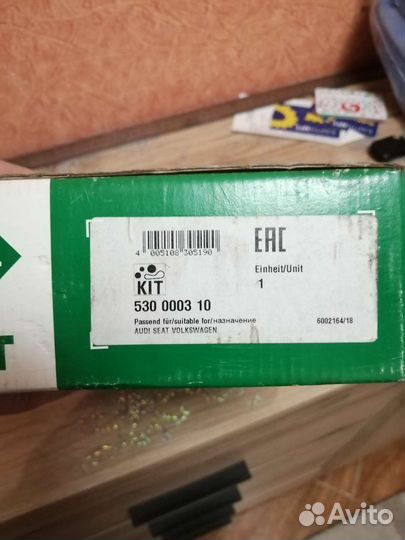 4 005108 305190
EAC
KIT
Einheit/Unit
1
530 0003 10
Passend für/suitable for/назначение
6002164/18
AUDI SEAT VOLKSWAGEN
T
Avito